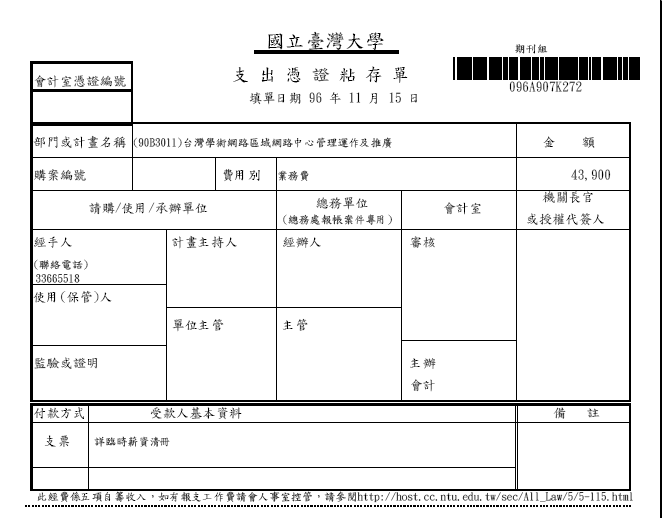 國立臺灣大學
期刊組
會計室憑證編號
支出憑證粘存單
096A907K272
填單日期 96 年 11 月 15 日
部門或計畫名稱 (90B3011)台灣學術網路區域網路中心管理運作及推廣 金 額
購案編號 費用別 業務費 43,900
請購/使用/承辦單位 總務單位 (總務處報帳案件專用) 會計室 機關長官 或授權代簽人
經手人 計畫主持人 經辦人 審核
(聯絡電話)
33665518
使用(保管)人
單位主管 主管
監驗或證明 主辦
會計
付款方式 受款人基本資料 備 註
支票 詳臨時薪資清冊
此經費係五項自籌收入，如有報支工作費請會人事室控管，請參閱http://host.cc.ntu.edu.tw/sec/All_Law/5/5-115.html